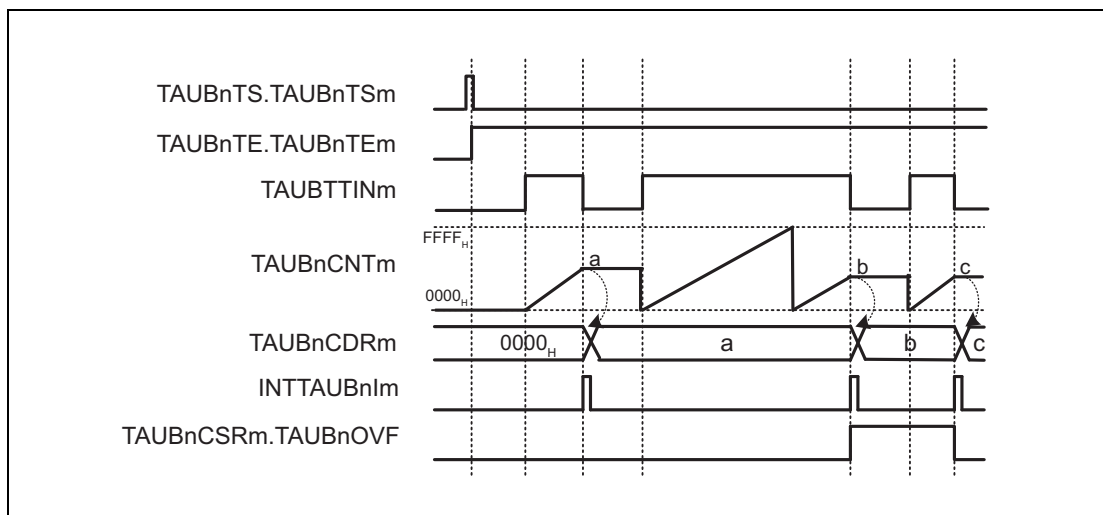 TAUBnTS.TAUBnTSm
TAUBnTE.TAUBnTEm
TAUBTTINm
FFFFH
TAUBnCNTm
a
b
c
0000H
TAUBnCDRm
0000H
a
b
c
INTTAUBnIm
TAUBnCSRm.TAUBnOVF